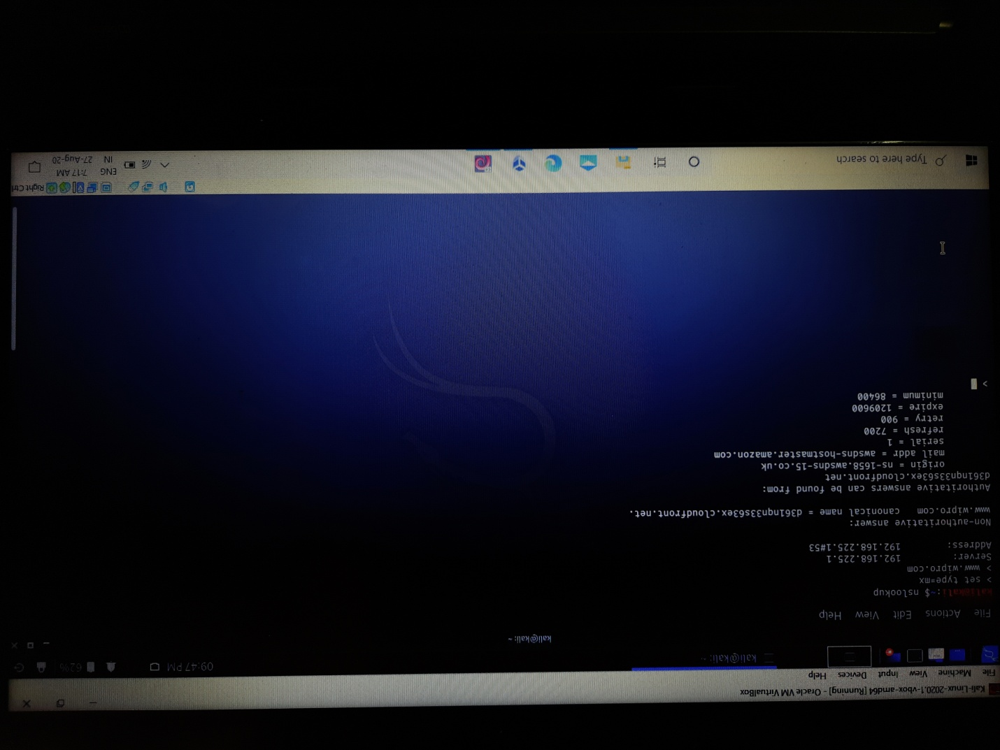 Kali-Linux-2020.1-vbox-amd64 [Running] - Oracle VM VirtualBox
File Machine View Input Devices Help
kali@kali: ~ 09:47 PM 62%
kali@kali: ~
File Actions Edit View Help
kali@kali:~$ nslookup
> set type=mx
> www.wipro.com
Server: 192.168.225.1
Address: 192.168.225.1#53
Non-authoritative answer:
www.wipro.com canonical name = d361nqn33s63ex.cloudfront.net.
Authoritative answers can be found from:
d361nqn33s63ex.cloudfront.net
origin = ns-1658.awsdns-15.co.uk
mail addr = awsdns-hostmaster.amazon.com
serial = 1
refresh = 7200
retry = 900
expire = 1209600
minimum = 86400
>
Right Ctrl
Type here to search
ENG 7:17 AM
IN 27-Aug-20